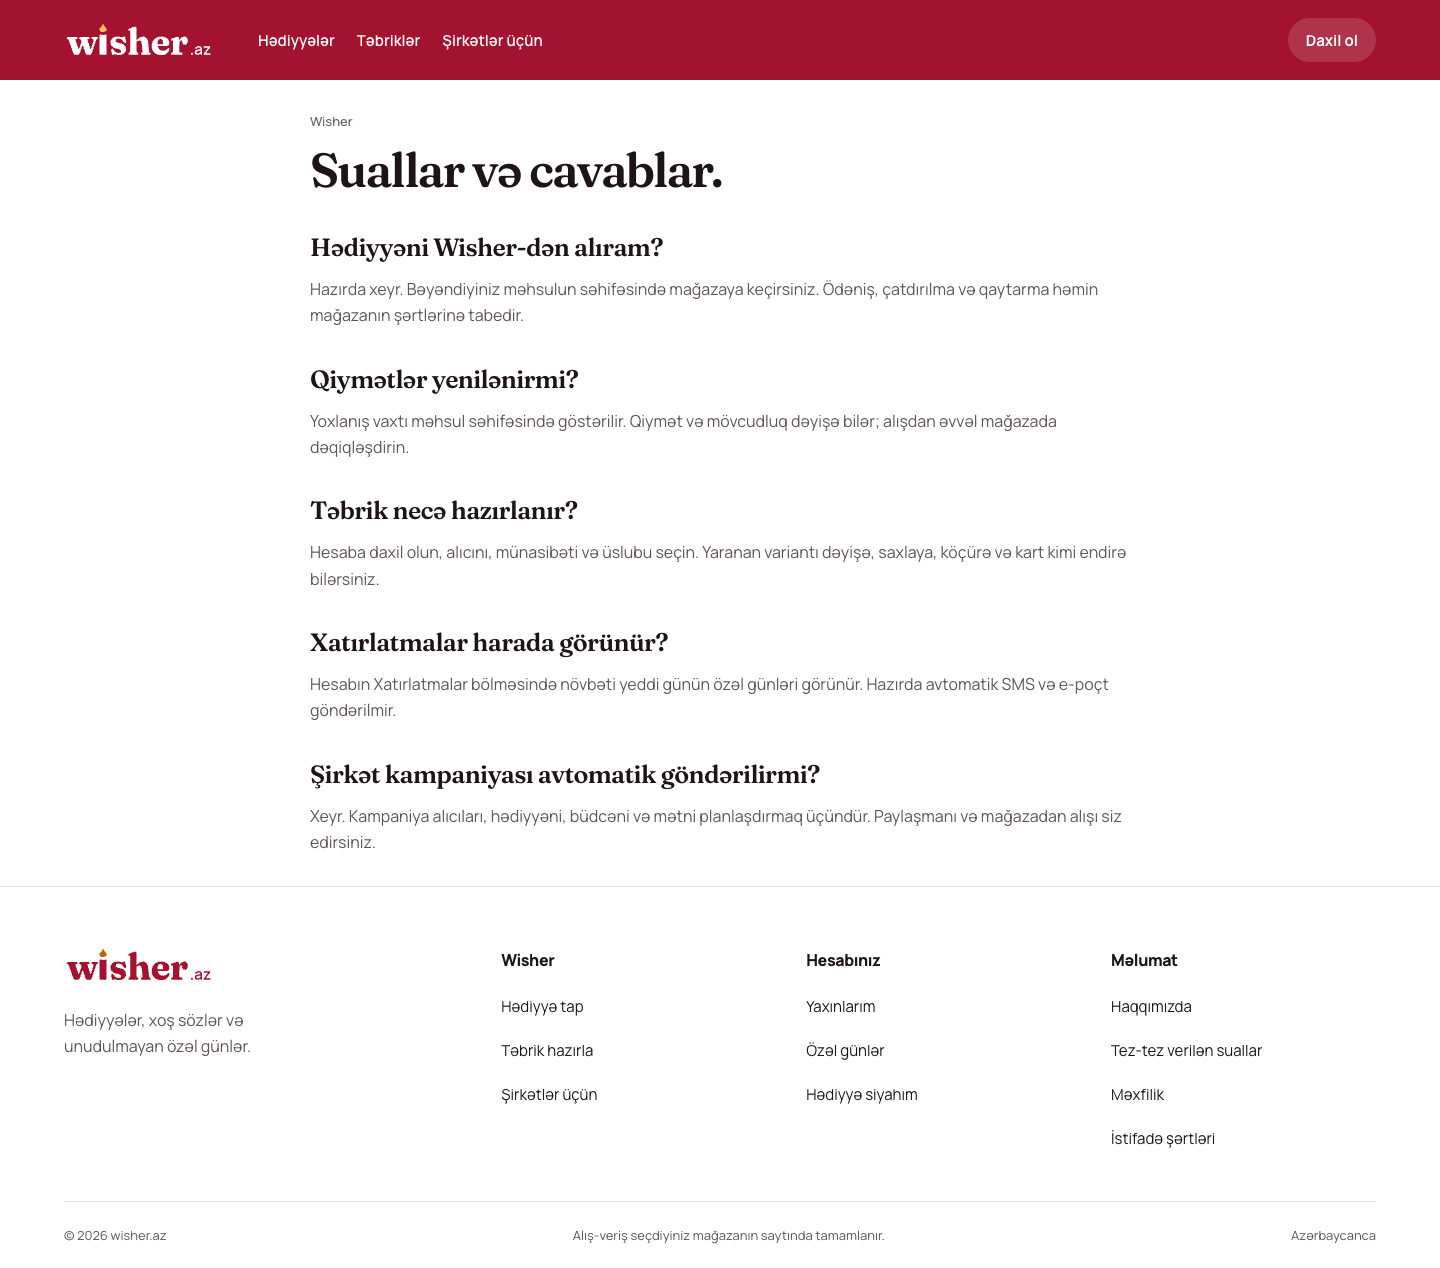 wisher.az
Hədiyyələr
Təbriklər
Şirkətlər üçün
Daxil ol
Wisher
Suallar və cavablar.
Hədiyyəni Wisher-dən alıram?
Hazırda xeyr. Bəyəndiyiniz məhsulun səhifəsində mağazaya keçirsiniz. Ödəniş, çatdırılma və qaytarma həmin
mağazanın şərtlərinə tabedir.
Qiymətlər yenilənirmi?
Yoxlanış vaxtı məhsul səhifəsində göstərilir. Qiymət və mövcudluq dəyişə bilər; alışdan əvvəl mağazada
dəqiqləşdirin.
Təbrik necə hazırlanır?
Hesaba daxil olun, alıcını, münasibəti və üslubu seçin. Yaranan variantı dəyişə, saxlaya, köçürə və kart kimi endirə
bilərsiniz.
Xatırlatmalar harada görünür?
Hesabın Xatırlatmalar bölməsində növbəti yeddi günün özəl günləri görünür. Hazırda avtomatik SMS və e-poçt
göndərilmir.
Şirkət kampaniyası avtomatik göndərilirmi?
Xeyr. Kampaniya alıcıları, hədiyyəni, büdcəni və mətni planlaşdırmaq üçündür. Paylaşmanı və mağazadan alışı siz
edirsiniz.
wisher.az
Hədiyyələr, xoş sözlər və
unudulmayan özəl günlər.
Wisher
Hədiyyə tap
Təbrik hazırla
Şirkətlər üçün
Hesabınız
Yaxınlarım
Özəl günlər
Hədiyyə siyahım
Məlumat
Haqqımızda
Tez-tez verilən suallar
Məxfilik
İstifadə şərtləri
© 2026 wisher.az
Alış-veriş seçdiyiniz mağazanın saytında tamamlanır.
Azərbaycanca